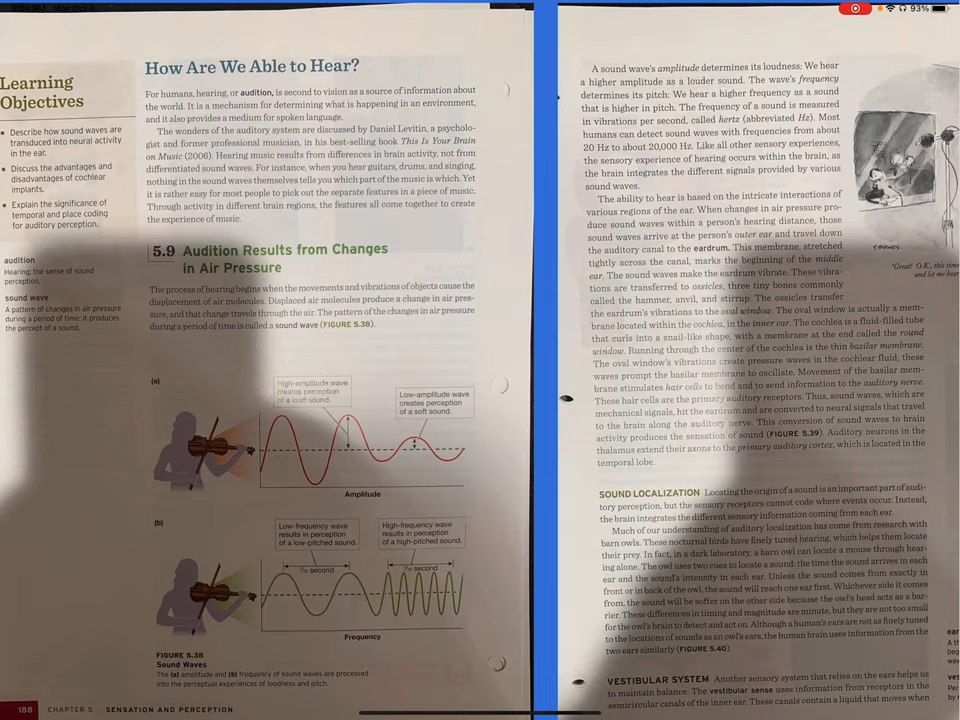 93%
Learning
Objectives
▪ Describe how sound waves are
transduced into neural activity
in the ear.
▪ Discuss the advantages and
disadvantages of cochlear
implants.
▪ Explain the significance of
temporal and place coding
for auditory perception.
audition
Hearing; the sense of sound
perception.
sound wave
A pattern of changes in air pressure
during a period of time; it produces
the percept of a sound.
How Are We Able to Hear?
For humans, hearing, or audition, is second to vision as a source of information about
the world. It is a mechanism for determining what is happening in an environment,
and it also provides a medium for spoken language.
The wonders of the auditory system are discussed by Daniel Levitin, a psycholo-
gist and former professional musician, in his best-selling book This Is Your Brain
on Music (2006). Hearing music results from differences in brain activity, not from
differentiated sound waves. For instance, when you hear guitars, drums, and singing,
nothing in the sound waves themselves tells you which part of the music is which. Yet
it is rather easy for most people to pick out the separate features in a piece of music.
Through activity in different brain regions, the features all come together to create
the experience of music.
5.9 Audition Results from Changes
in Air Pressure
The process of hearing begins when the movements and vibrations of objects cause the
displacement of air molecules. Displaced air molecules produce a change in air pres-
sure, and that change travels through the air. The pattern of the changes in air pressure
during a period of time is called a sound wave (FIGURE 5.38).
(a)
High-amplitude wave
creates perception
of a loud sound.
Low-amplitude wave
creates perception
of a soft sound.
Amplitude
(b)
Low-frequency wave
results in perception
of a low-pitched sound.
High-frequency wave
results in perception
of a high-pitched sound.
second
second
Frequency
FIGURE 5.38
Sound Waves
The (a) amplitude and (b) frequency of sound waves are processed
into the perceptual experiences of loudness and pitch.
188 CHAPTER 5 SENSATION AND PERCEPTION
A sound wave's amplitude determines its loudness: We hear
a higher amplitude as a louder sound. The wave's frequency
determines its pitch: We hear a higher frequency as a sound
that is higher in pitch. The frequency of a sound is measured
in vibrations per second, called hertz (abbreviated Hz). Most
humans can detect sound waves with frequencies from about
20 Hz to about 20,000 Hz. Like all other sensory experiences,
the sensory experience of hearing occurs within the brain, as
the brain integrates the different signals provided by various
sound waves.
The ability to hear is based on the intricate interactions of
various regions of the ear. When changes in air pressure pro-
duce sound waves within a person's hearing distance, those
sound waves arrive at the person's outer ear and travel down
the auditory canal to the eardrum. This membrane, stretched
tightly across the canal, marks the beginning of the middle
ear. The sound waves make the eardrum vibrate. These vibra-
tions are transferred to ossicles, three tiny bones commonly
called the hammer, anvil, and stirrup. The ossicles transfer
the eardrum's vibrations to the oval window. The oval window is actually a mem-
brane located within the cochlea, in the inner ear. The cochlea is a fluid-filled tube
that curls into a snail-like shape, with a membrane at the end called the round
window. Running through the center of the cochlea is the thin basilar membrane.
The oval window's vibrations create pressure waves in the cochlear fluid; these
waves prompt the basilar membrane to oscillate. Movement of the basilar mem-
brane stimulates hair cells to bend and to send information to the auditory nerve.
These hair cells are the primary auditory receptors. Thus, sound waves, which are
mechanical signals, hit the eardrum and are converted to neural signals that travel
to the brain along the auditory nerve. This conversion of sound waves to brain
activity produces the sensation of sound (FIGURE 5.39). Auditory neurons in the
thalamus extend their axons to the primary auditory cortex, which is located in the
temporal lobe.
"Great! O.K., this time
and let me hear
SOUND LOCALIZATION Locating the origin of a sound is an important part of audi-
tory perception, but the sensory receptors cannot code where events occur. Instead,
the brain integrates the different sensory information coming from each ear.
Much of our understanding of auditory localization has come from research with
barn owls. These nocturnal birds have finely tuned hearing, which helps them locate
their prey. In fact, in a dark laboratory, a barn owl can locate a mouse through hear-
ing alone. The owl uses two cues to locate a sound: the time the sound arrives in each
ear and the sound's intensity in each ear. Unless the sound comes from exactly in
front or in back of the owl, the sound will reach one ear first. Whichever side it comes
from, the sound will be softer on the other side because the owl's head acts as a bar-
rier. These differences in timing and magnitude are minute, but they are not too small
for the owl's brain to detect and act on. Although a human's ears are not as finely tuned
to the locations of sounds as an owl's ears, the human brain uses information from the
two ears similarly (FIGURE 5.40).
VESTIBULAR SYSTEM Another sensory system that relies on the ears helps us
to maintain balance. The vestibular sense uses information from receptors in the
semicircular canals of the inner ear. These canals contain a liquid that moves when
ear
A th
beg
wav
ves
Per
by